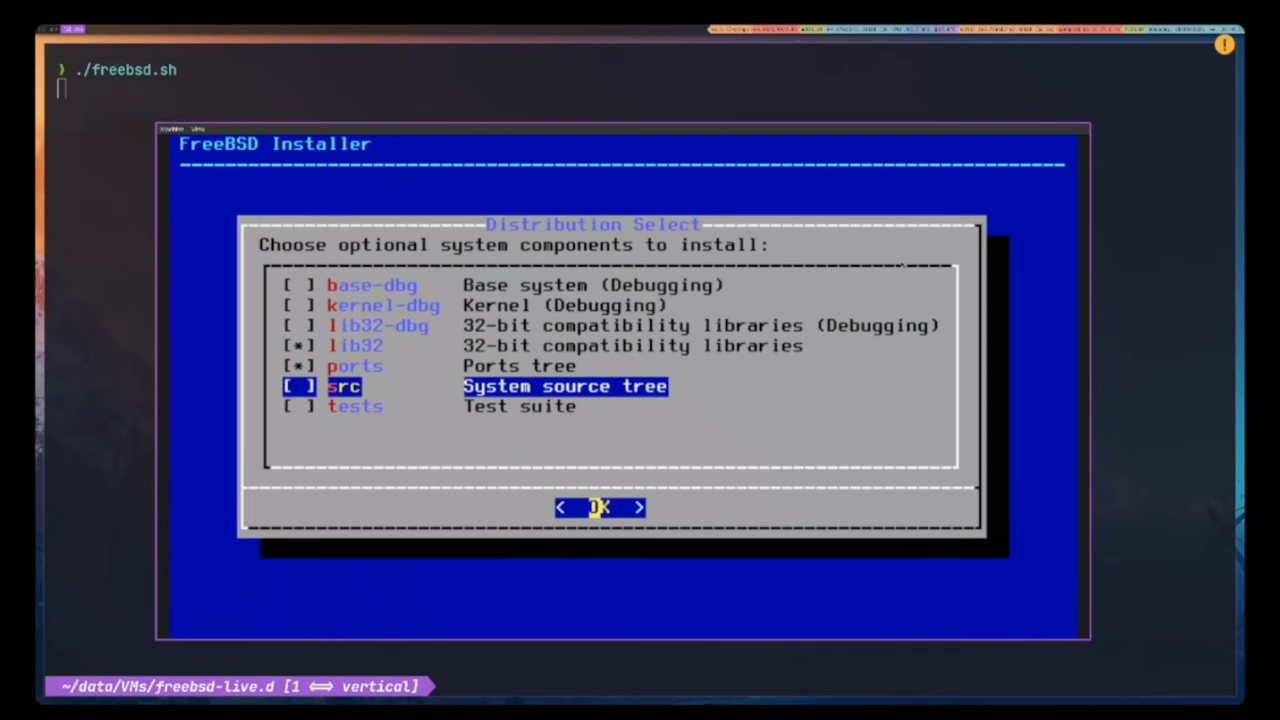 ❯ ./freebsd.sh
Machine View
FreeBSD Installer
Distribution Select
Choose optional system components to install:
[ ] base-dbg Base system (Debugging)
[ ] kernel-dbg Kernel (Debugging)
[ ] lib32-dbg 32-bit compatibility libraries (Debugging)
[*] lib32 32-bit compatibility libraries
[*] ports Ports tree
[ ] src System source tree
[ ] tests Test suite
< OK >
~/data/VMs/freebsd-live.d [1 ⟺ vertical]